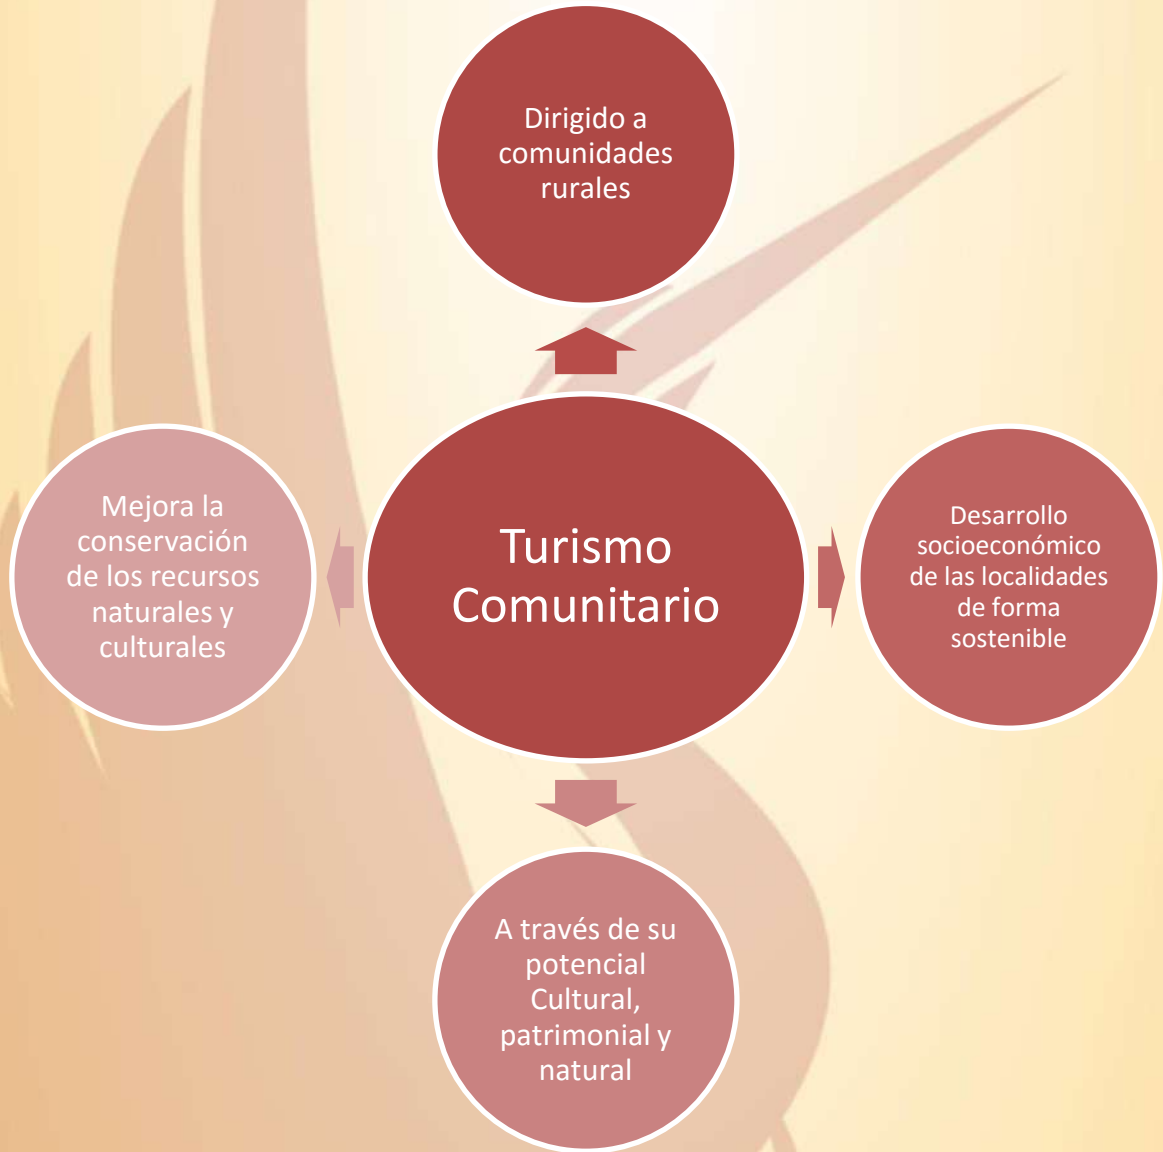 Dirigido a
comunidades
rurales
Mejora la
conservación
de los recursos
naturales y
culturales
Turismo
Comunitario
Desarrollo
socioeconómico
de las localidades
de forma
sostenible
A través de su
potencial
Cultural,
patrimonial y
natural